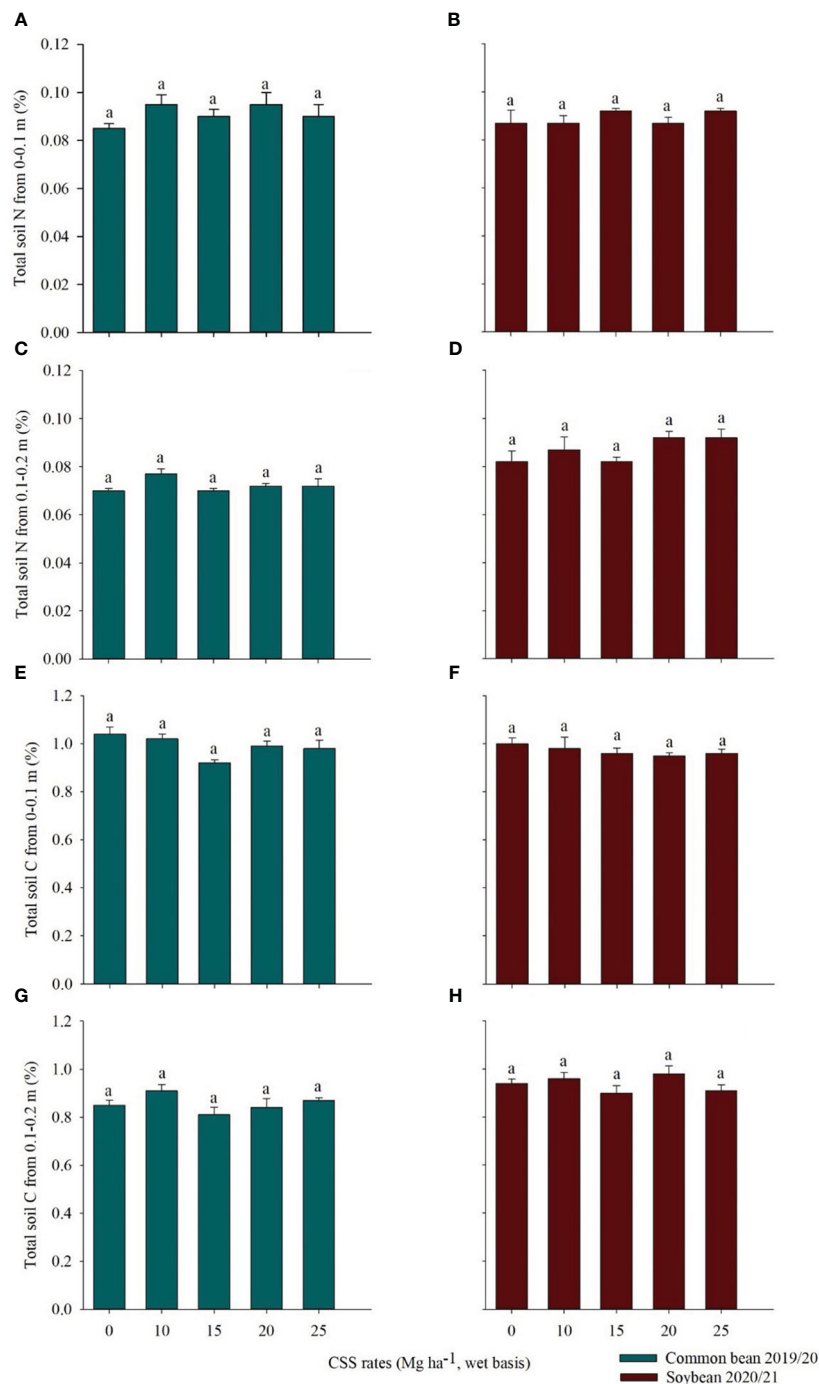 A
B
Total soil N from 0-0.1 m (%)
0.12
0.10
0.08
0.06
0.04
0.02
0.00
a a a a a
a a a a a
C
D
Total soil N from 0.1-0.2 m (%)
0.12
0.10
0.08
0.06
0.04
0.02
0.00
a a a a a
a a a a a
E
F
Total soil C from 0-0.1 m (%)
1.2
1.0
0.8
0.6
0.4
0.2
0.0
a a a a a
a a a a a
G
H
Total soil C from 0.1-0.2 m (%)
1.2
1.0
0.8
0.6
0.4
0.2
0.0
a a a a a
a a a a a
0 10 15 20 25
0 10 15 20 25
CSS rates (Mg ha⁻¹, wet basis)
Common bean 2019/20
Soybean 2020/21